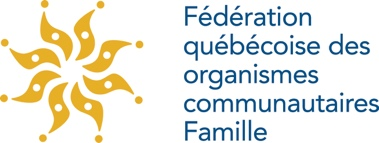 Fédération
québécoise des
organismes
communautaires
Famille